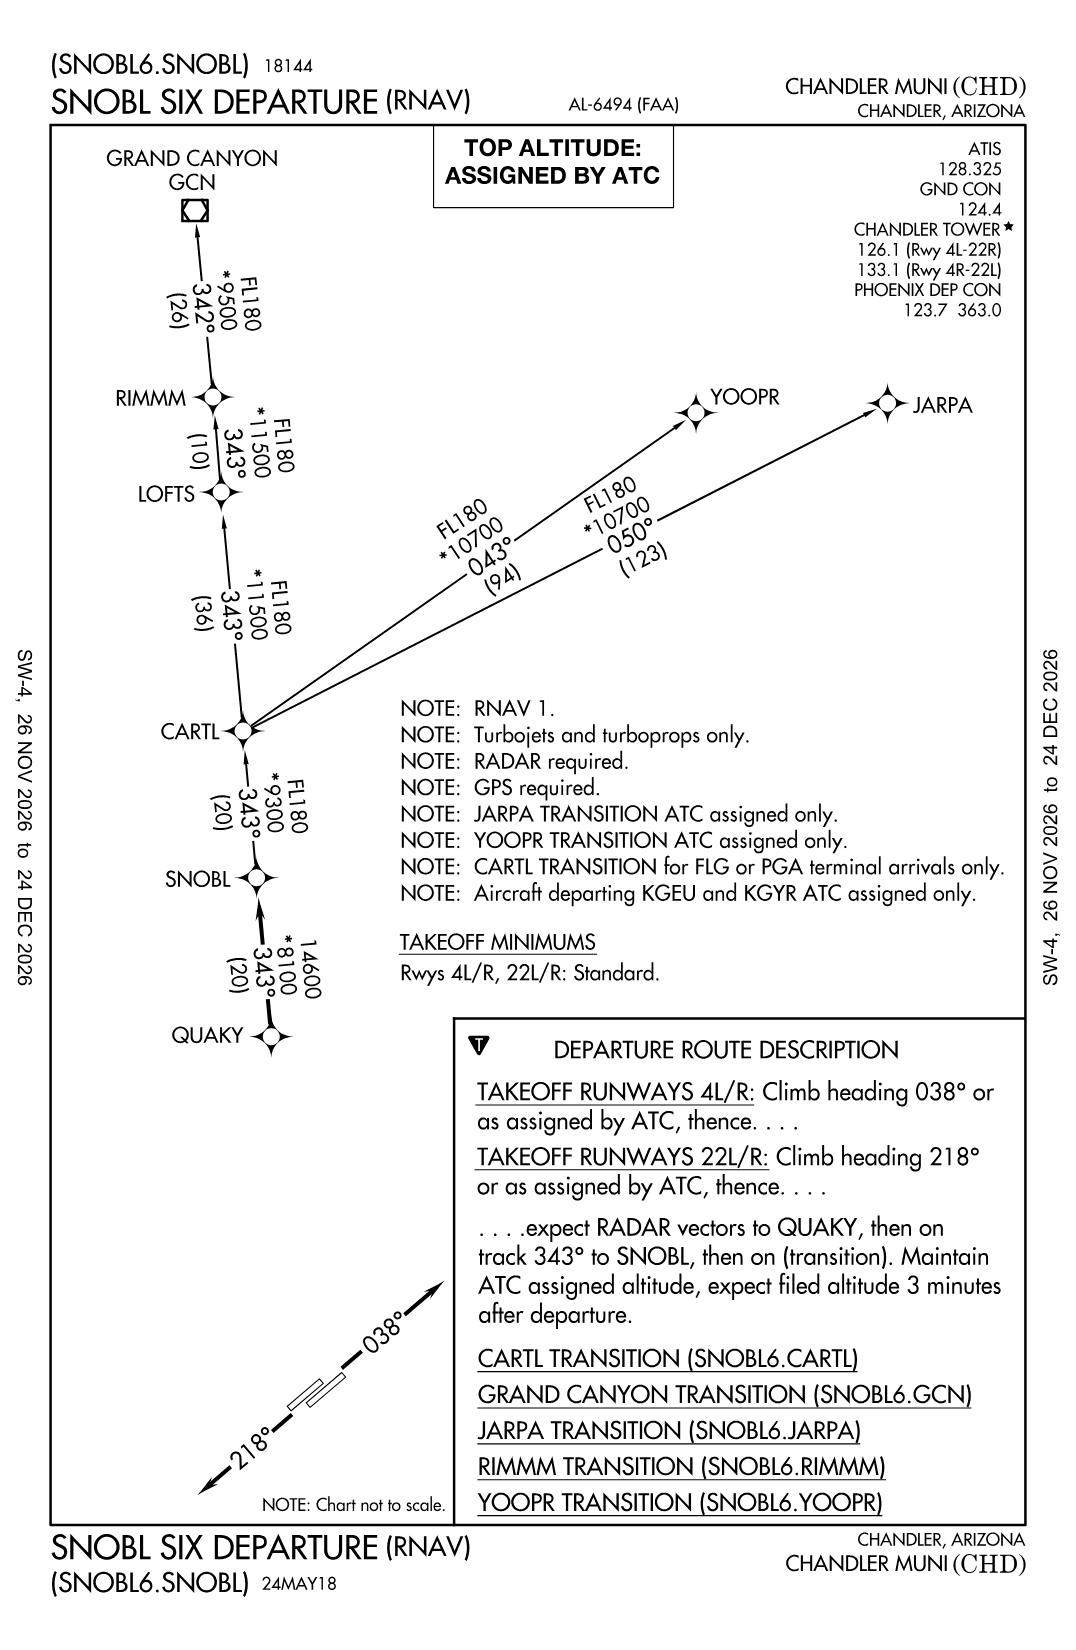 (SNOBL6.SNOBL) 18144
SNOBL SIX DEPARTURE (RNAV)
AL-6494 (FAA)
CHANDLER MUNI (CHD)
CHANDLER, ARIZONA
TOP ALTITUDE:
ASSIGNED BY ATC
ATIS
128.325
GND CON
124.4
CHANDLER TOWER★
126.1 (Rwy 4L-22R)
133.1 (Rwy 4R-22L)
PHOENIX DEP CON
123.7 363.0
GRAND CANYON
GCN
FL180
*9500
342°
(26)
RIMMM
FL180
*11500
343°
(10)
LOFTS
FL180
*11500
343°
(36)
YOOPR
JARPA
FL180
*10700
043°
(94)
FL180
*10700
050°
(123)
CARTL
FL180
*9300
343°
(20)
SNOBL
14600
*8100
343°
(20)
QUAKY
NOTE: RNAV 1.
NOTE: Turbojets and turboprops only.
NOTE: RADAR required.
NOTE: GPS required.
NOTE: JARPA TRANSITION ATC assigned only.
NOTE: YOOPR TRANSITION ATC assigned only.
NOTE: CARTL TRANSITION for FLG or PGA terminal arrivals only.
NOTE: Aircraft departing KGEU and KGYR ATC assigned only.
TAKEOFF MINIMUMS
Rwys 4L/R, 22L/R: Standard.
T
DEPARTURE ROUTE DESCRIPTION
TAKEOFF RUNWAYS 4L/R: Climb heading 038° or
as assigned by ATC, thence. . . .
TAKEOFF RUNWAYS 22L/R: Climb heading 218°
or as assigned by ATC, thence. . . .
. . . .expect RADAR vectors to QUAKY, then on
track 343° to SNOBL, then on (transition). Maintain
ATC assigned altitude, expect filed altitude 3 minutes
after departure.
CARTL TRANSITION (SNOBL6.CARTL)
GRAND CANYON TRANSITION (SNOBL6.GCN)
JARPA TRANSITION (SNOBL6.JARPA)
RIMMM TRANSITION (SNOBL6.RIMMM)
YOOPR TRANSITION (SNOBL6.YOOPR)
038°
218°
NOTE: Chart not to scale.
SW-4, 26 NOV 2026 to 24 DEC 2026
SW-4, 26 NOV 2026 to 24 DEC 2026
SNOBL SIX DEPARTURE (RNAV)
(SNOBL6.SNOBL) 24MAY18
CHANDLER, ARIZONA
CHANDLER MUNI (CHD)